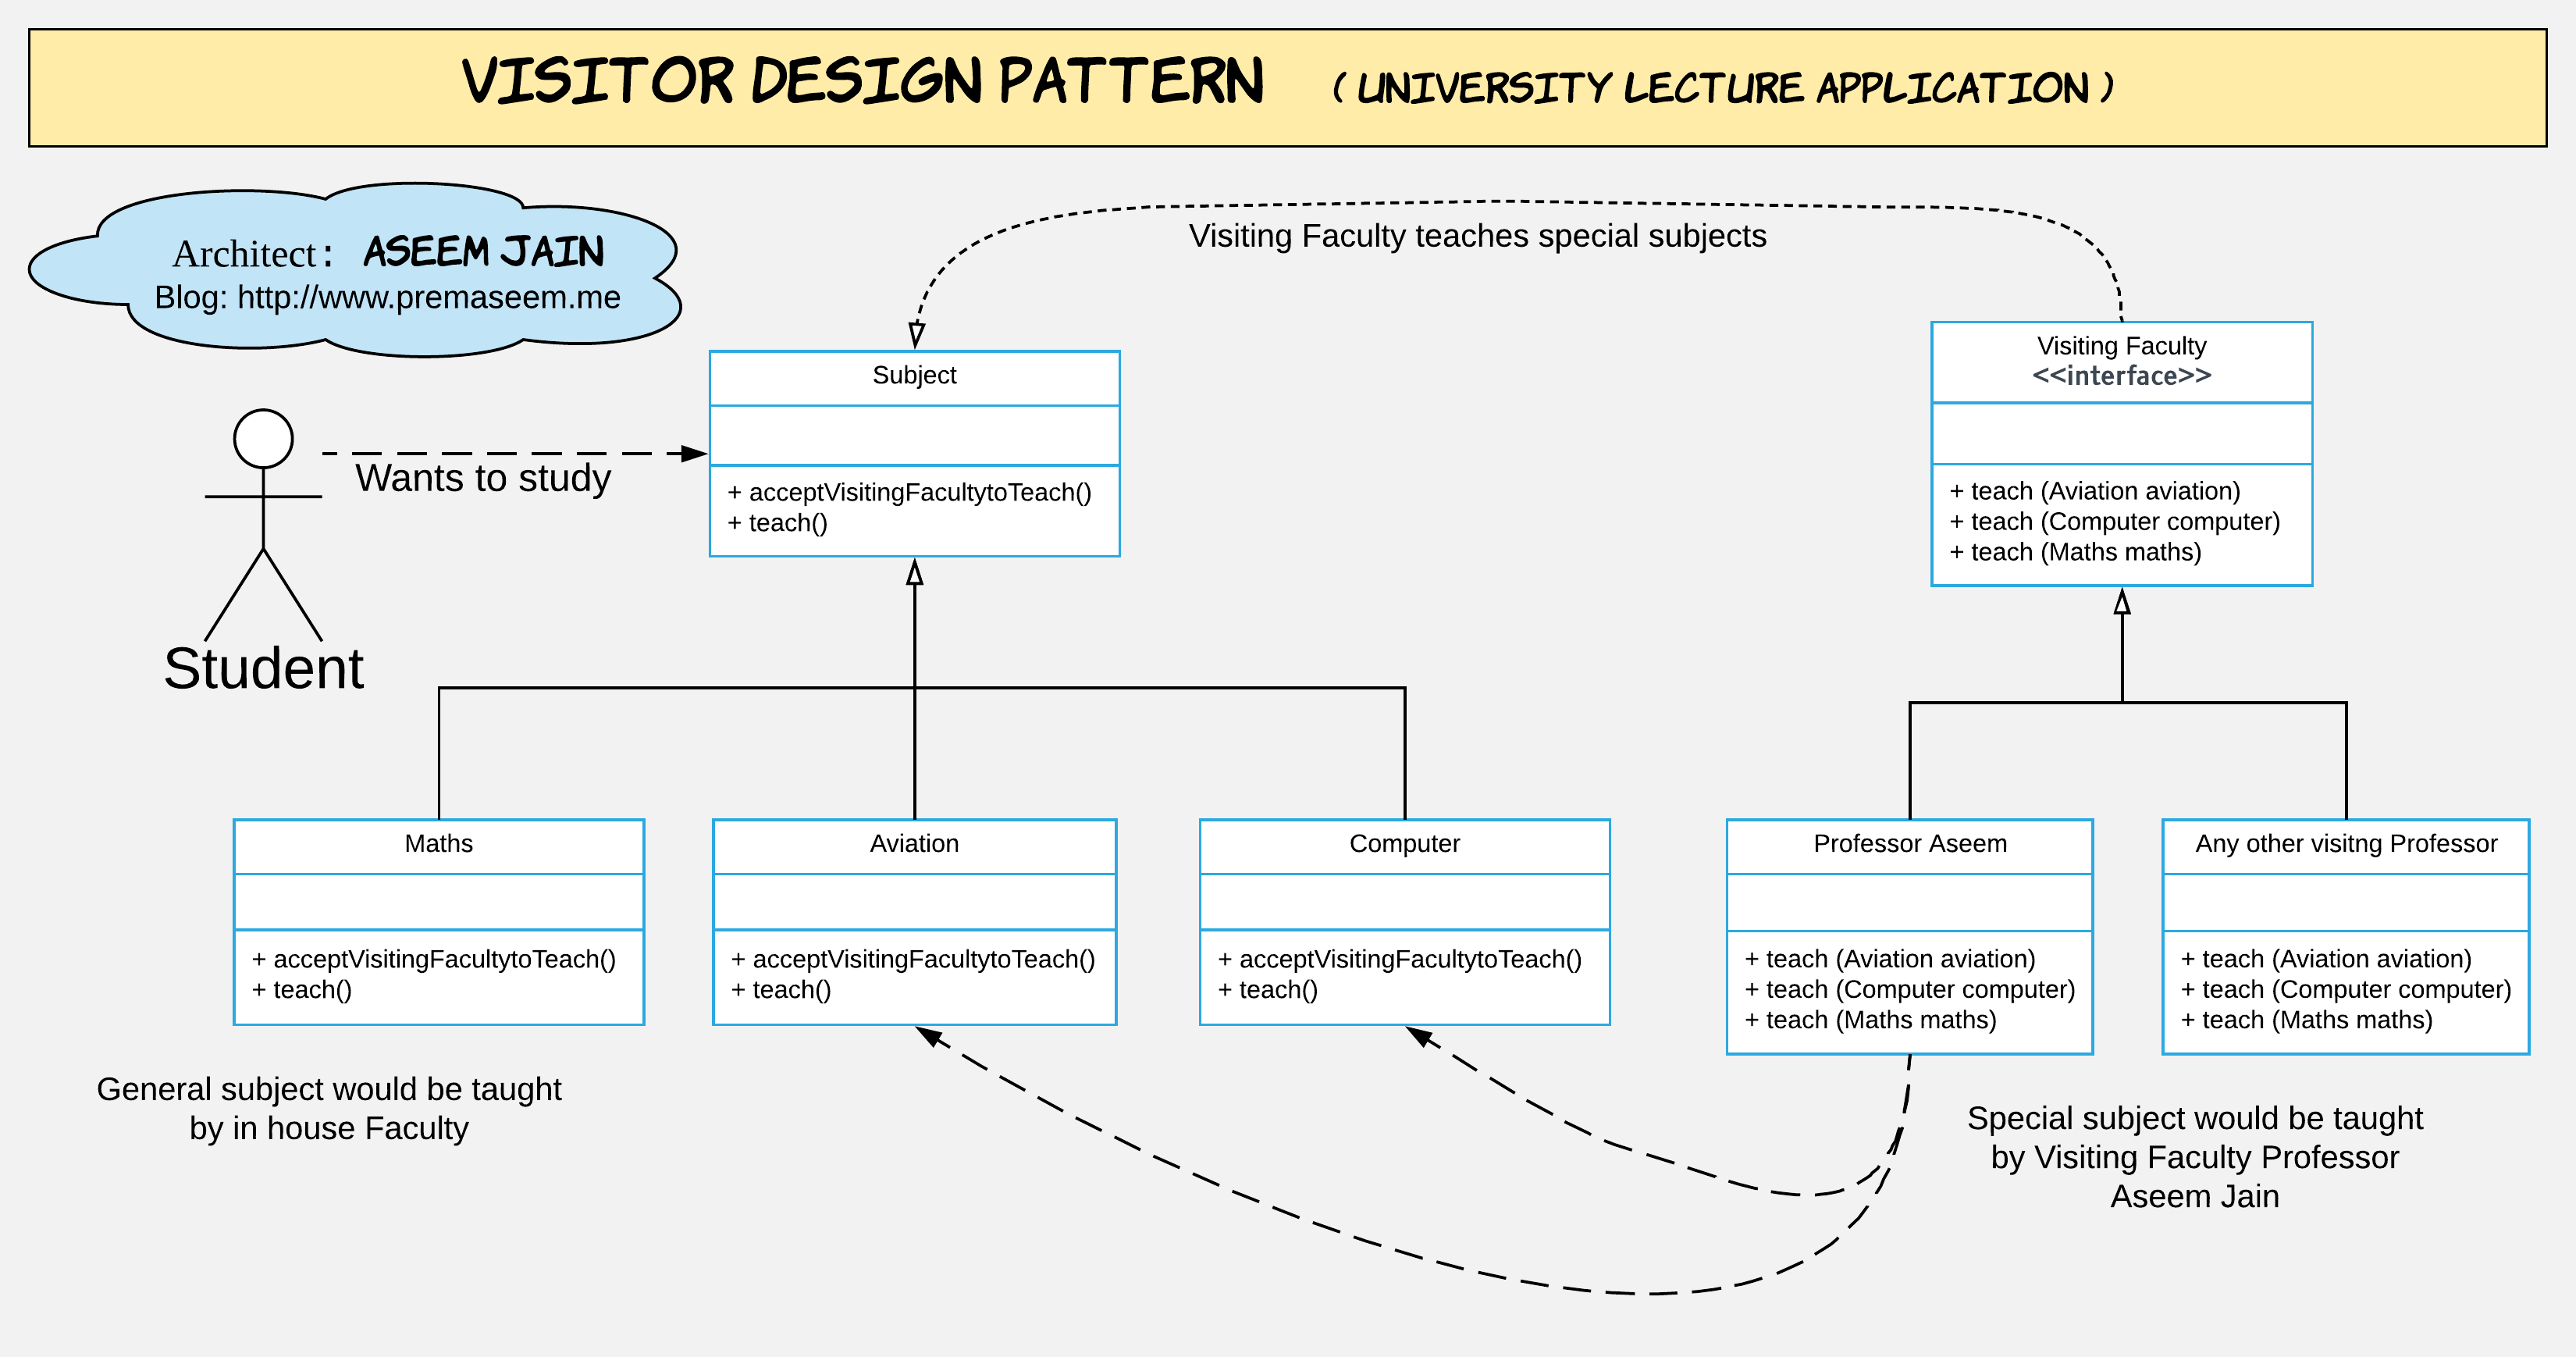 VISITOR DESIGN PATTERN ( UNIVERSITY LECTURE APPLICATION )
Architect: ASEEM JAIN
Blog: http://www.premaseem.me
Visiting Faculty teaches special subjects
Wants to study
Student
Subject
+ acceptVisitingFacultytoTeach()
+ teach()
Visiting Faculty
<<interface>>
+ teach (Aviation aviation)
+ teach (Computer computer)
+ teach (Maths maths)
Maths
+ acceptVisitingFacultytoTeach()
+ teach()
Aviation
+ acceptVisitingFacultytoTeach()
+ teach()
Computer
+ acceptVisitingFacultytoTeach()
+ teach()
Professor Aseem
+ teach (Aviation aviation)
+ teach (Computer computer)
+ teach (Maths maths)
Any other visitng Professor
+ teach (Aviation aviation)
+ teach (Computer computer)
+ teach (Maths maths)
General subject would be taught
by in house Faculty
Special subject would be taught
by Visiting Faculty Professor
Aseem Jain